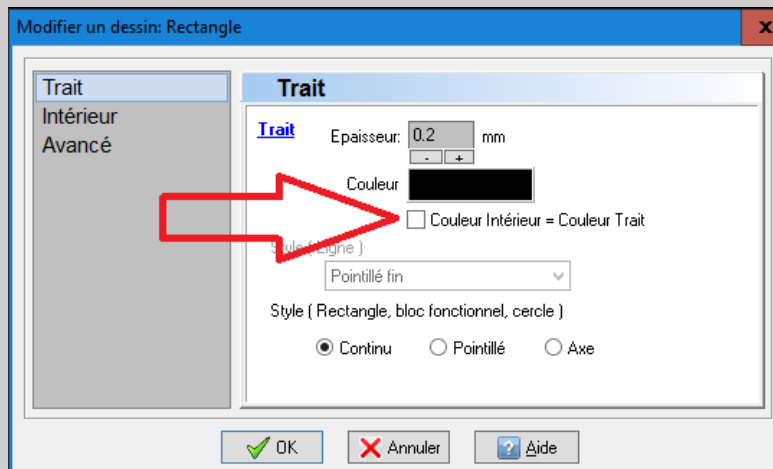 Modifier un dessin: Rectangle
x
Trait
Intérieur
Avancé
Trait
Trait
Epaisseur: 0.2 mm
- +
Couleur
Couleur Intérieur = Couleur Trait
Style ( Ligne )
Pointillé fin
Style ( Rectangle, bloc fonctionnel, cercle )
Continu Pointillé Axe
OK Annuler ? Aide